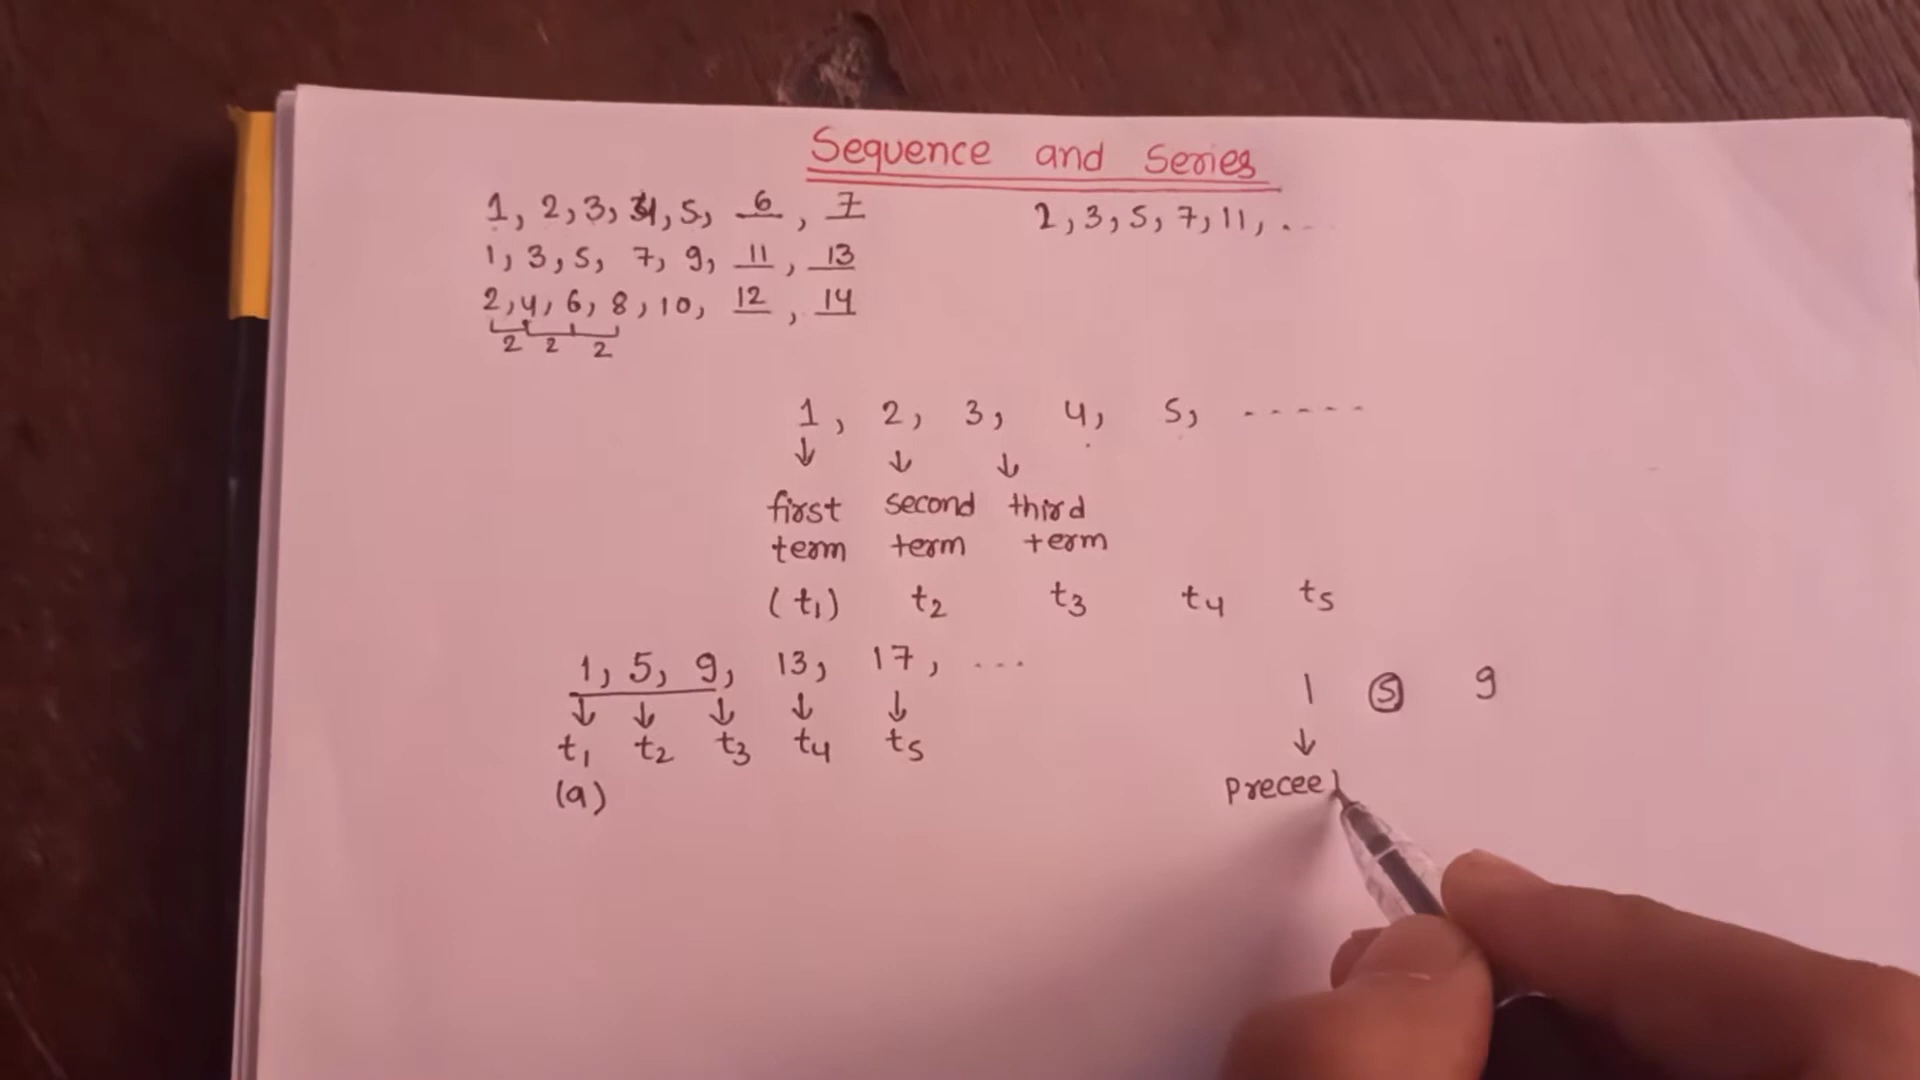 Sequence and Series
1, 2, 3, 4, 5, 6, 7
2, 3, 5, 7, 11, ....
1, 3, 5, 7, 9, 11, 13
2, 4, 6, 8, 10, 12, 14
2 2 2
1, 2, 3, 4, 5, -----
↓ ↓ ↓
first second third
term term term
(t1) t2 t3 t4 t5
1, 5, 9, 13, 17, ...
1 5 9
↓ ↓ ↓ ↓ ↓
t1 t2 t3 t4 t5
↓
(a)
Precee